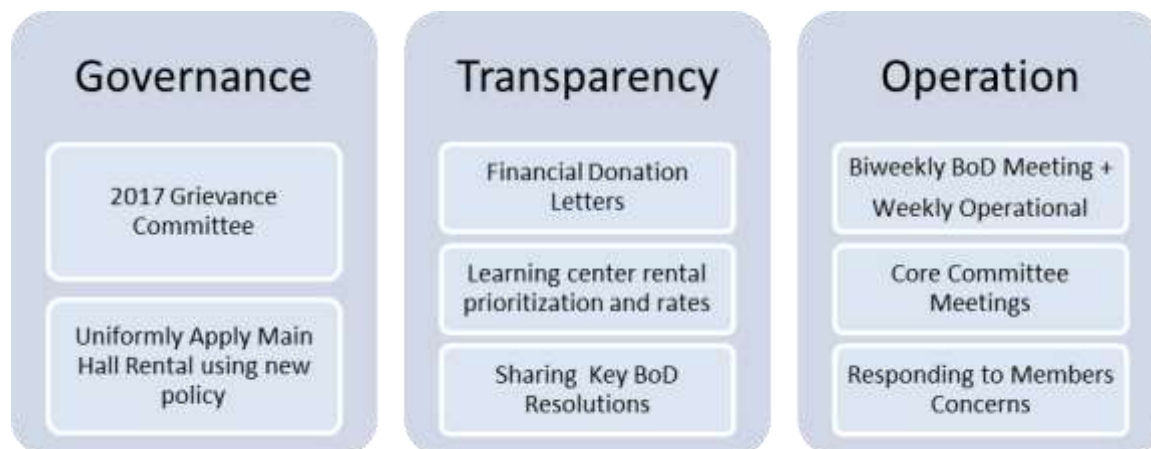 Governance
2017 Grievance
Committee
Uniformly Apply Main
Hall Rental using new
policy
Transparency
Financial Donation
Letters
Learning center rental
prioritization and rates
Sharing Key BoD
Resolutions
Operation
Biweekly BoD Meeting +
Weekly Operational
Core Committee
Meetings
Responding to Members
Concerns